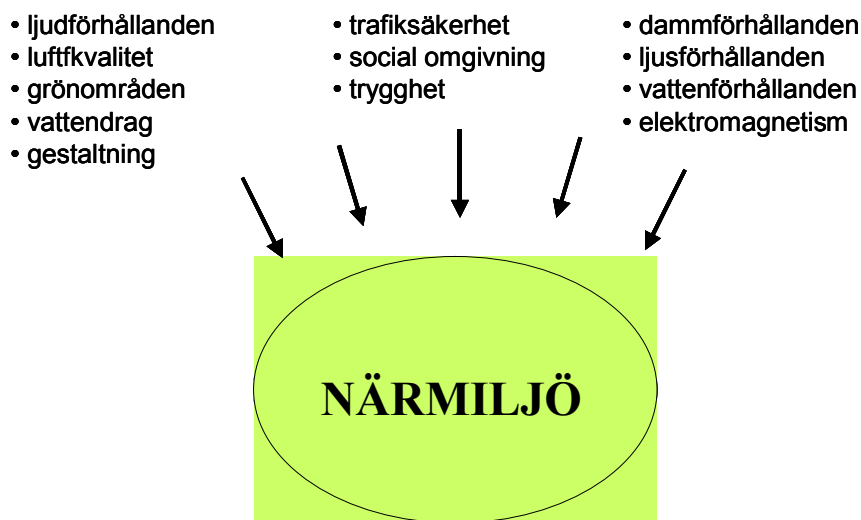 • ljudförhållanden
• luftfkvalitet
• grönområden
• vattendrag
• gestaltning
• trafiksäkerhet
• social omgivning
• trygghet
• dammförhållanden
• ljusförhållanden
• vattenförhållanden
• elektromagnetism
NÄRMILJÖ